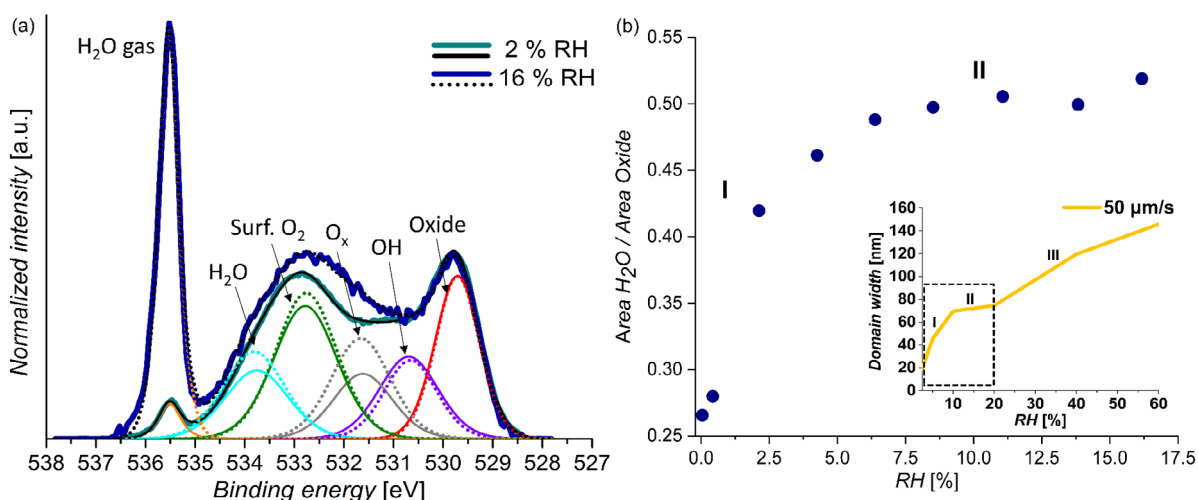 (a)
H₂O gas
2 % RH
16 % RH
Surf. O₂
Oₓ
Oxide
H₂O
OH
Normalized intensity [a.u.]
538 537 536 535 534 533 532 531 530 529 528 527
Binding energy [eV]
(b)
0.55
0.50
0.45
0.40
0.35
0.30
0.25
Area H₂O / Area Oxide
I
II
0.0 2.5 5.0 7.5 10.0 12.5 15.0 17.5
RH [%]
50 µm/s
160
140
120
100
80
60
40
20
0
Domain width [nm]
I
II
III
10 20 30 40 50 60
RH [%]